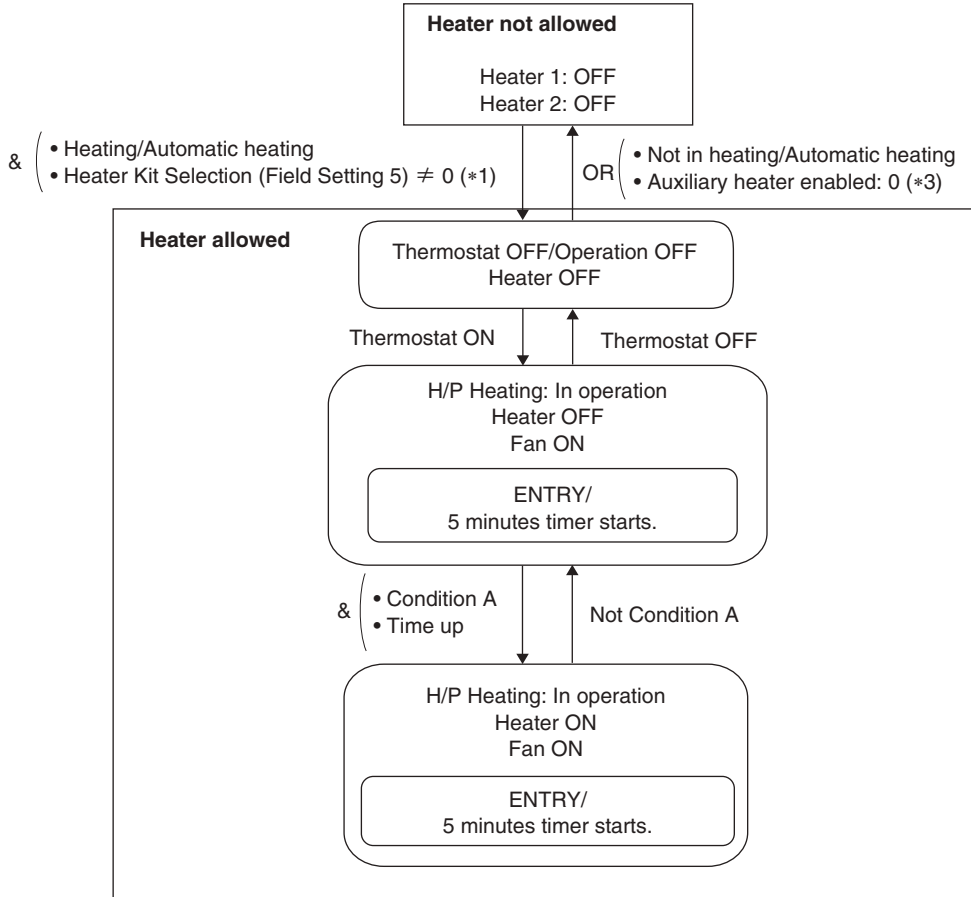 Heater not allowed
Heater 1: OFF
Heater 2: OFF
&
• Heating/Automatic heating
• Heater Kit Selection (Field Setting 5) ≠ 0 (*1)
OR
• Not in heating/Automatic heating
• Auxiliary heater enabled: 0 (*3)
Heater allowed
Thermostat OFF/Operation OFF
Heater OFF
Thermostat ON
Thermostat OFF
H/P Heating: In operation
Heater OFF
Fan ON
ENTRY/
5 minutes timer starts.
&
• Condition A
• Time up
Not Condition A
H/P Heating: In operation
Heater ON
Fan ON
ENTRY/
5 minutes timer starts.